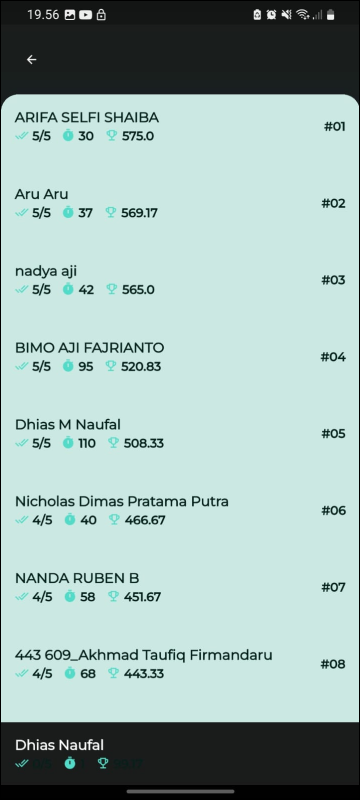 19.56
ARIFA SELFI SHAIBA
5/5 30 575.0
#01
Aru Aru
5/5 37 569.17
#02
nadya aji
5/5 42 565.0
#03
BIMO AJI FAJRIANTO
5/5 95 520.83
#04
Dhias M Naufal
5/5 110 508.33
#05
Nicholas Dimas Pratama Putra
4/5 40 466.67
#06
NANDA RUBEN B
4/5 58 451.67
#07
443 609_Akhmad Taufiq Firmandaru
4/5 68 443.33
#08
Dhias Naufal